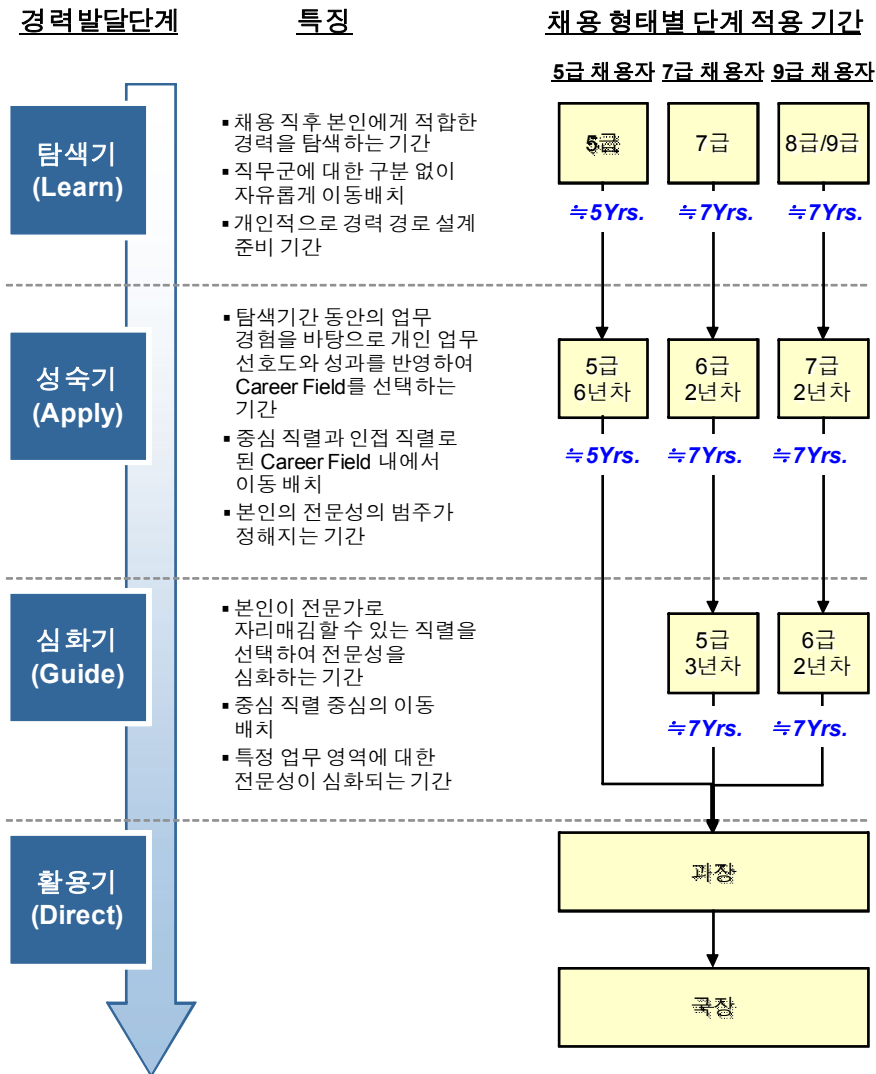 경력발달단계
특징
채용 형태별 단계 적용 기간
5급 채용자 7급 채용자 9급 채용자
탐색기
(Learn)
▪ 채용 직후 본인에게 적합한
경력을 탐색하는 기간
▪ 직무군에 대한 구분 없이
자유롭게 이동배치
▪ 개인적으로 경력 경로 설계
준비 기간
5급
7급
8급/9급
≒5Yrs.
≒7Yrs.
≒7Yrs.
성숙기
(Apply)
▪ 탐색기간 동안의 업무
경험을 바탕으로 개인 업무
선호도와 성과를 반영하여
Career Field를 선택하는
기간
▪ 중심 직렬과 인접 직렬로
된 Career Field 내에서
이동 배치
▪ 본인의 전문성의 범주가
정해지는 기간
5급
6년차
6급
2년차
7급
2년차
≒5Yrs.
≒7Yrs.
≒7Yrs.
심화기
(Guide)
▪ 본인이 전문가로
자리매김할 수 있는 직렬을
선택하여 전문성을
심화하는 기간
▪ 중심 직렬 중심의 이동
배치
▪ 특정 업무 영역에 대한
전문성이 심화되는 기간
5급
3년차
6급
2년차
≒7Yrs.
≒7Yrs.
활용기
(Direct)
과장
국장